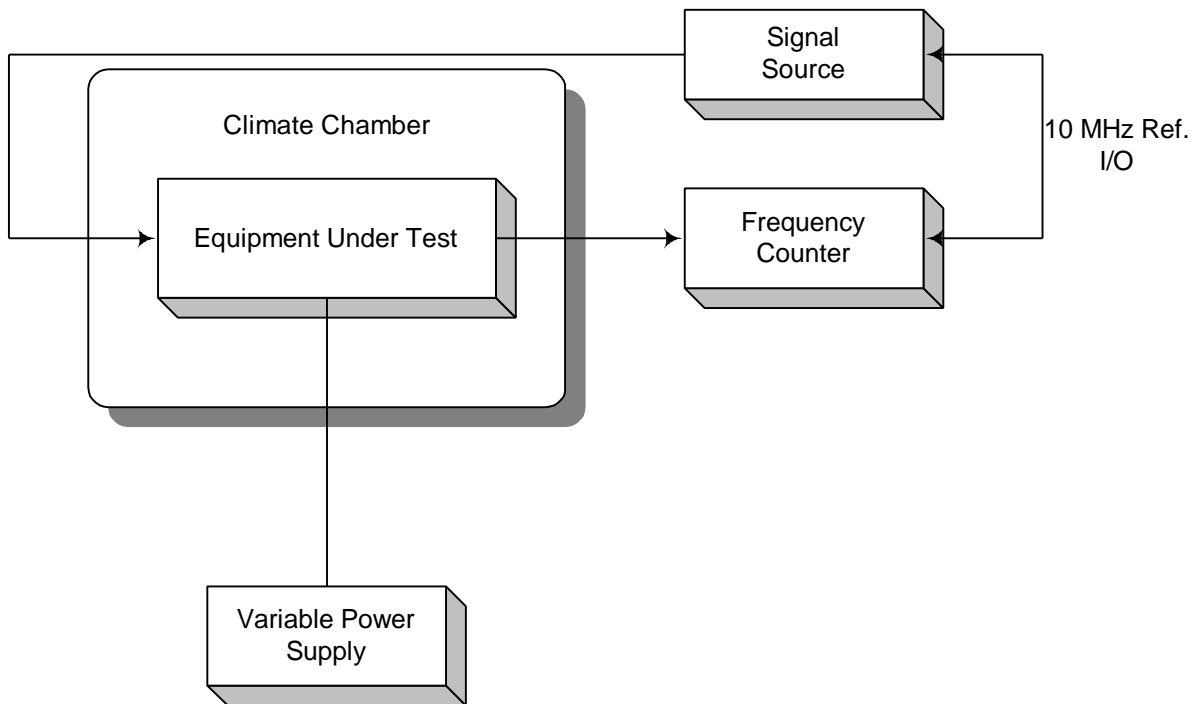 Signal
Source
Climate Chamber
10 MHz Ref.
I/O
Equipment Under Test
Frequency
Counter
Variable Power
Supply